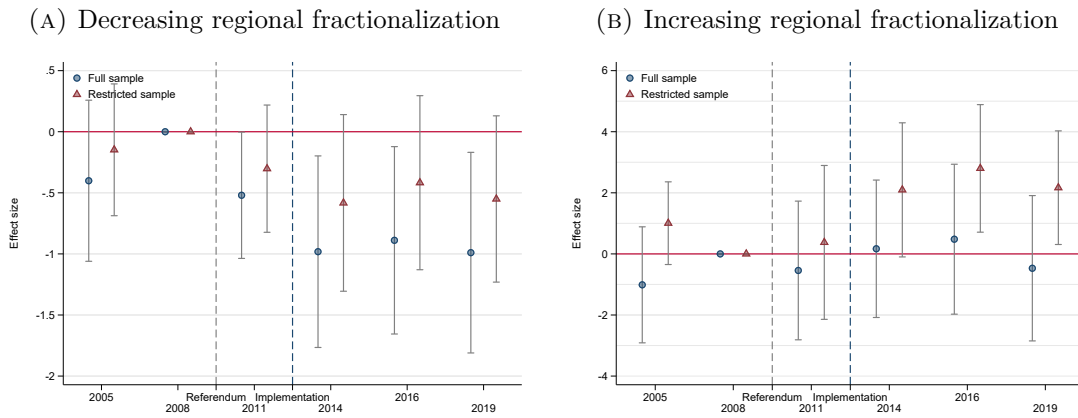 (A) Decreasing regional fractionalization
Full sample
Restricted sample
.5
0
-.5
-1
-1.5
-2
Effect size
2005
2008
Referendum
2011
Implementation
2014
2016
2019
(B) Increasing regional fractionalization
Full sample
Restricted sample
6
4
2
0
-2
-4
Effect size
2005
2008
Referendum
2011
Implementation
2014
2016
2019